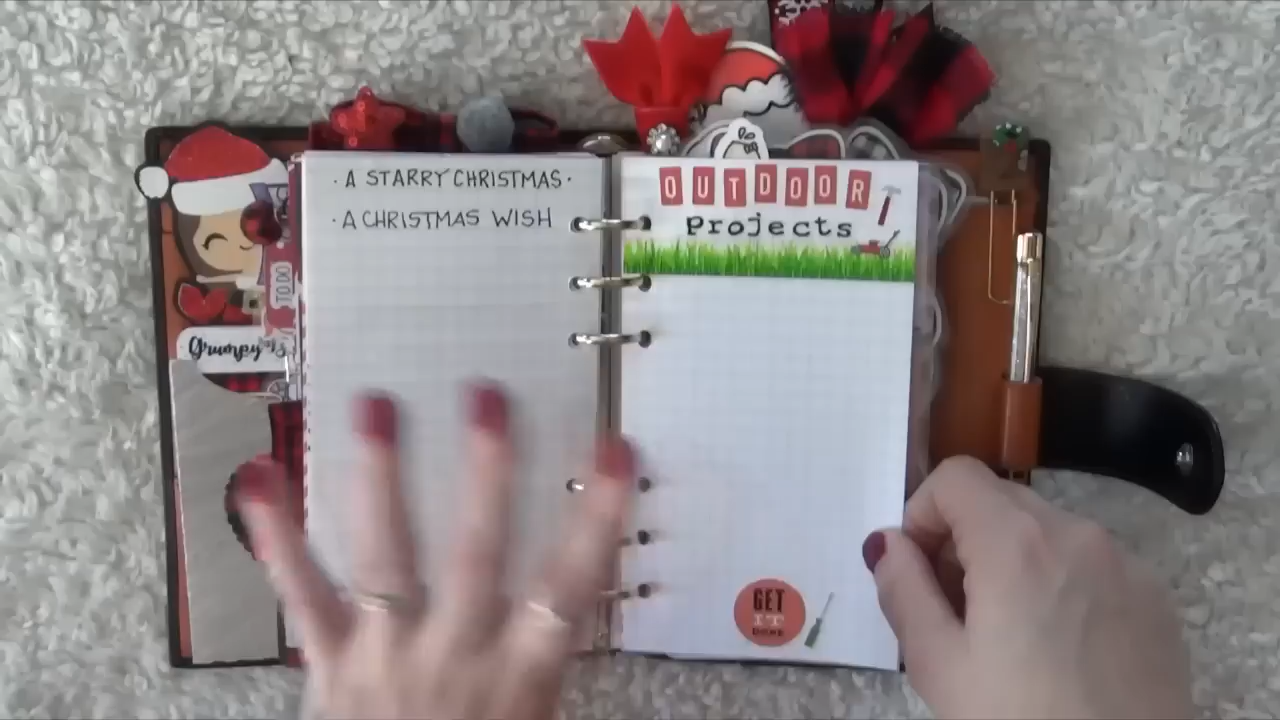 · A STARRY CHRISTMAS ·
· A CHRISTMAS WISH
TO DO
Grumpy
OUTDOOR
Projects
GET
IT
DONE